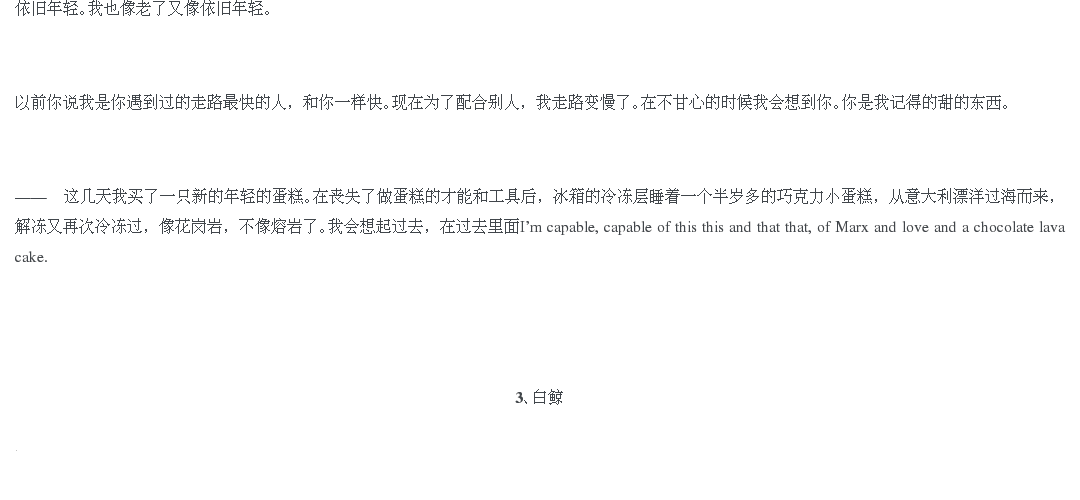 依旧年轻。我也像老了又像依旧年轻。
以前你说我是你遇到过的走路最快的人，和你一样快。现在为了配合别人，我走路变慢了。在不甘心的时候我会想到你。你是我记得的甜的东西。
—— 这几天我买了一只新的年轻的蛋糕。在丧失了做蛋糕的才能和工具后，冰箱的冷冻层睡着一个半岁多的巧克力小蛋糕，从意大利漂洋过海而来，
解冻又再次冷冻过，像花岗岩，不像熔岩了。我会想起过去，在过去里面I’m capable, capable of this this and that that, of Marx and love and a chocolate lava
cake.
3、白鲸